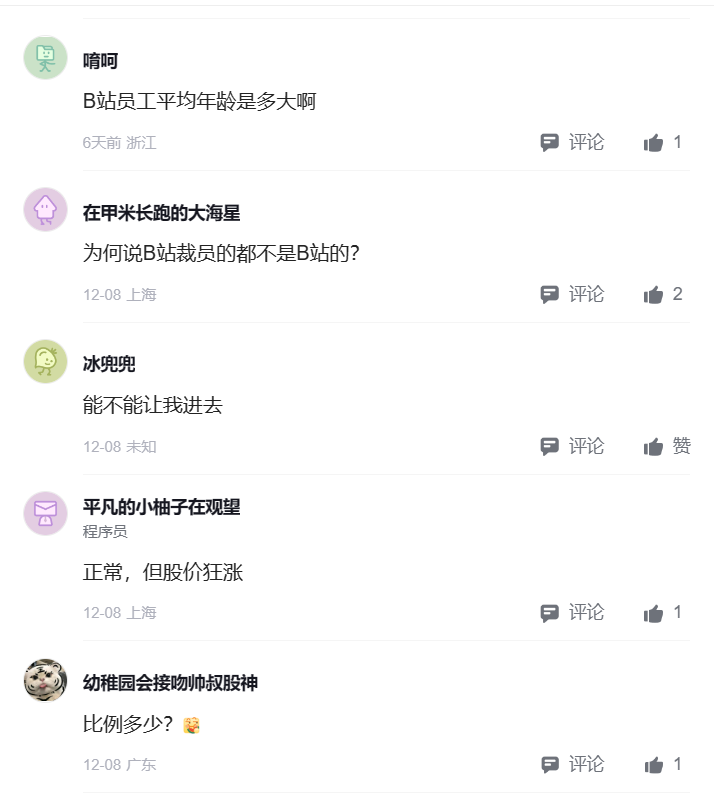 唷呵
B站员工平均年龄是多大啊
6天前 浙江
评论
1
在甲米长跑的大海星
为何说B站裁员的都不是B站的？
12-08 上海
评论
2
冰兜兜
能不能让我进去
12-08 未知
评论
赞
平凡的小柚子在观望
程序员
正常，但股价狂涨
12-08 上海
评论
1
幼稚园会接吻帅叔股神
比例多少？
12-08 广东
评论
1